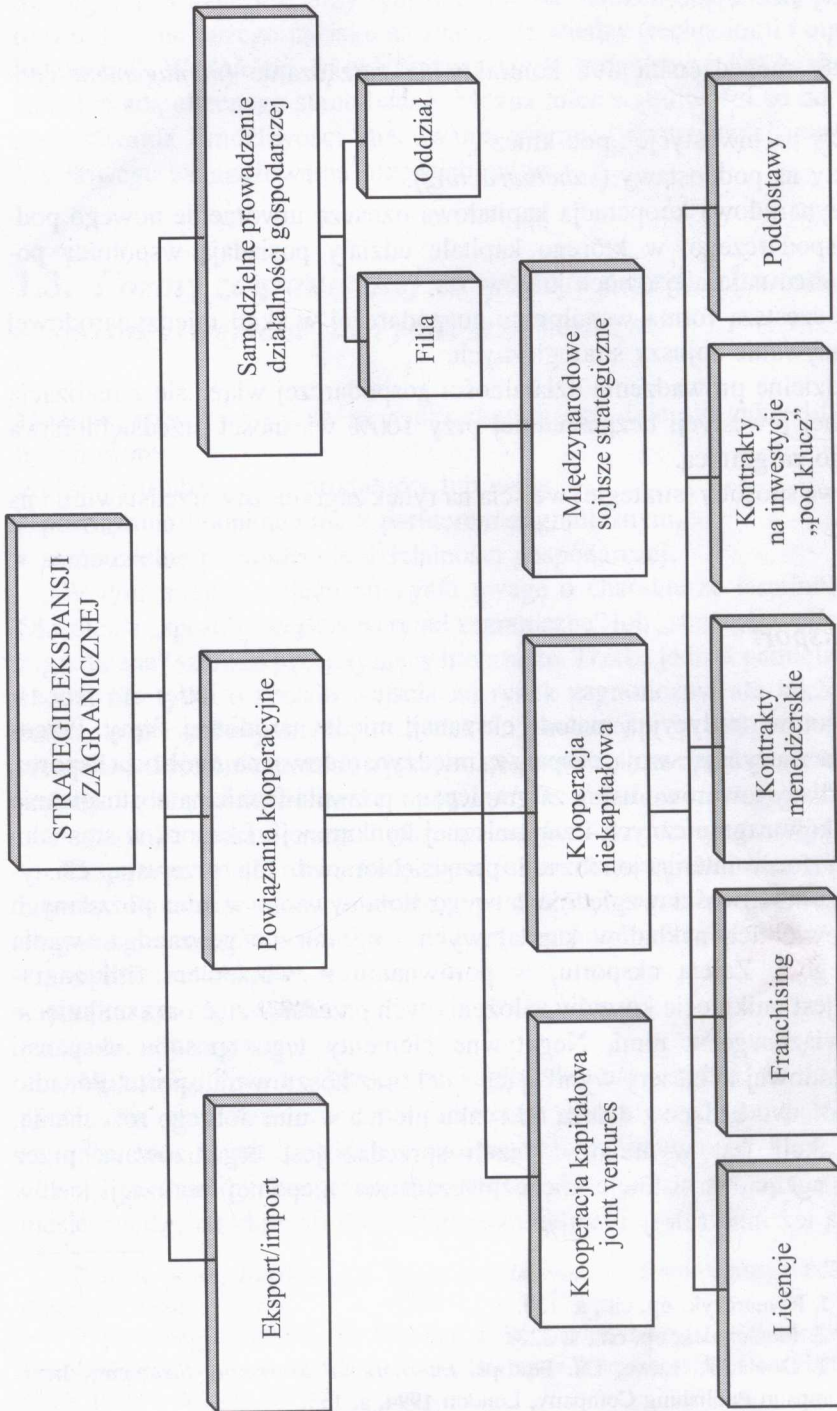 STRATEGIE EKSPANSJI
ZAGRANICZNEJ
Eksport/import
Powiązania kooperacyjne
Samodzielne prowadzenie
działalności gospodarczej
Filia
Oddział
Kooperacja kapitałowa
joint ventures
Kooperacja
niekapitałowa
Międzynarodowe
sopusze strategiczne
Licencje
Franchising
Kontrakty
menedżerskie
Kontrakty
na inwestycje
„pod klucz”
Poddostawy